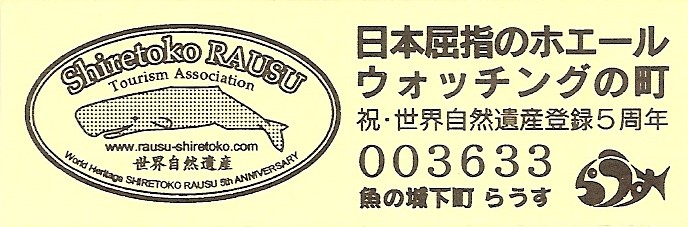 Shiretoko RAUSU
Tourism Association
www.rausu-shiretoko.com
世界自然遺産
World Heritage SHIRETOKO RAUSU 5th ANNIVERSARY
日本屈指のホエール
ウォッチングの町
祝・世界自然遺産登録5周年
003633
魚の城下町 らうす